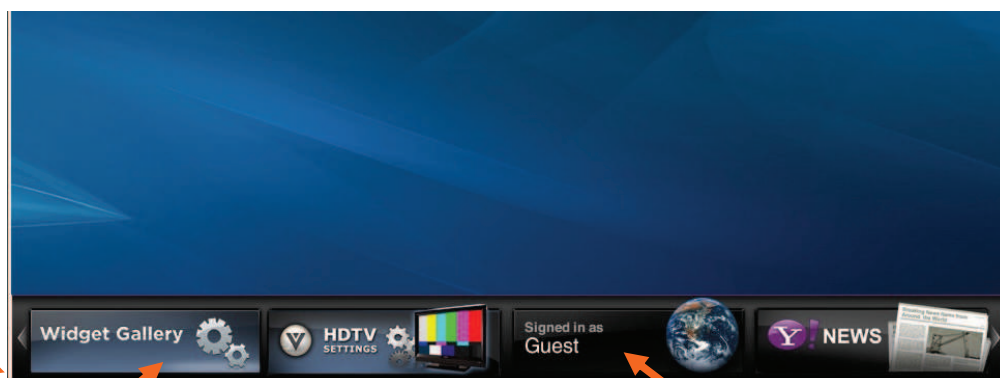 Widget Gallery
V HDTV
SETTINGS
Signed in as
Guest
Y! NEWS